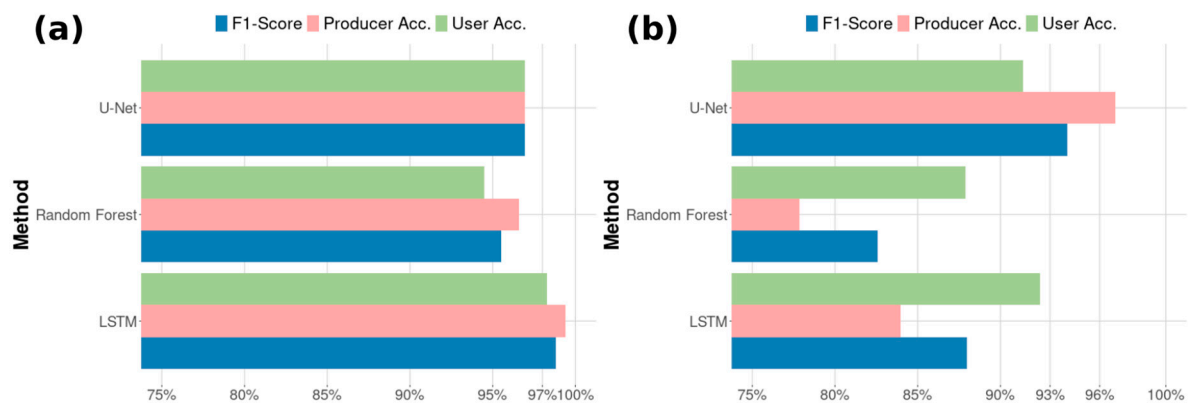 (a)
F1-Score Producer Acc. User Acc.
Method
U-Net
Random Forest
LSTM
75% 80% 85% 90% 95% 97% 100%
(b)
F1-Score Producer Acc. User Acc.
Method
U-Net
Random Forest
LSTM
75% 80% 85% 90% 93% 96% 100%